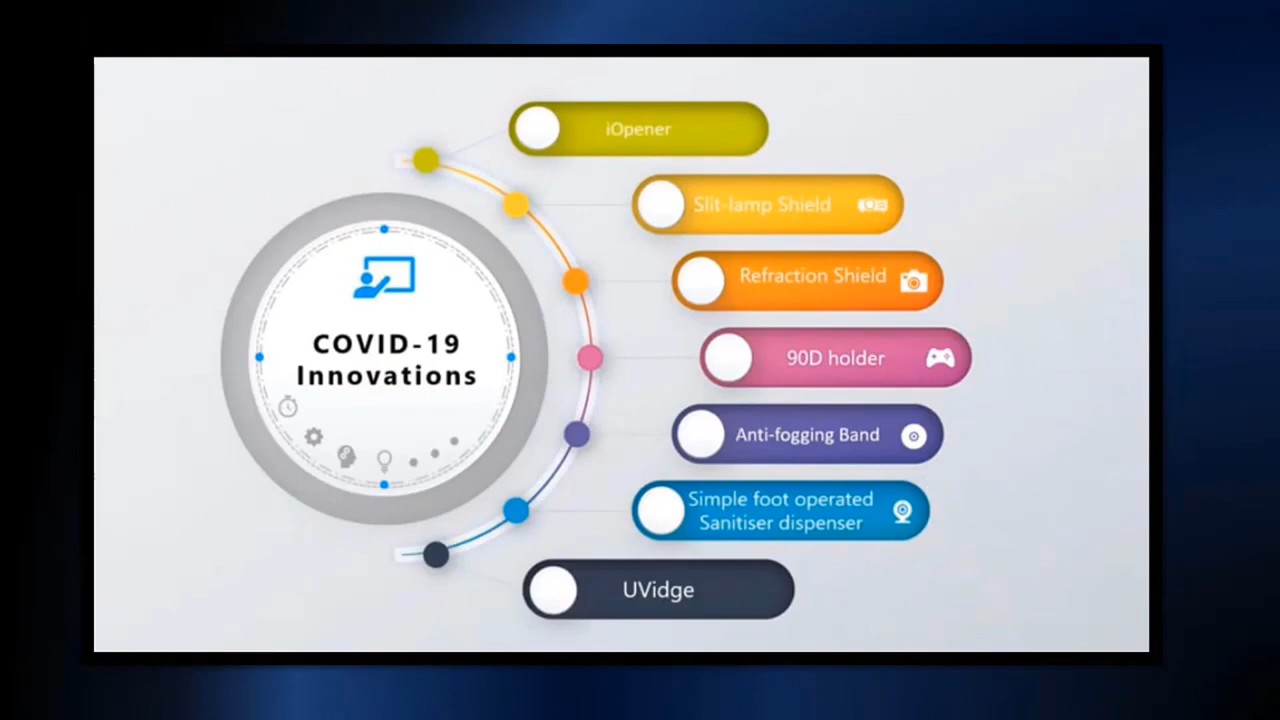 COVID-19
Innovations
iOpener
Slit-lamp Shield
Refraction Shield
90D holder
Anti-fogging Band
Simple foot operated
Sanitiser dispenser
UVidge